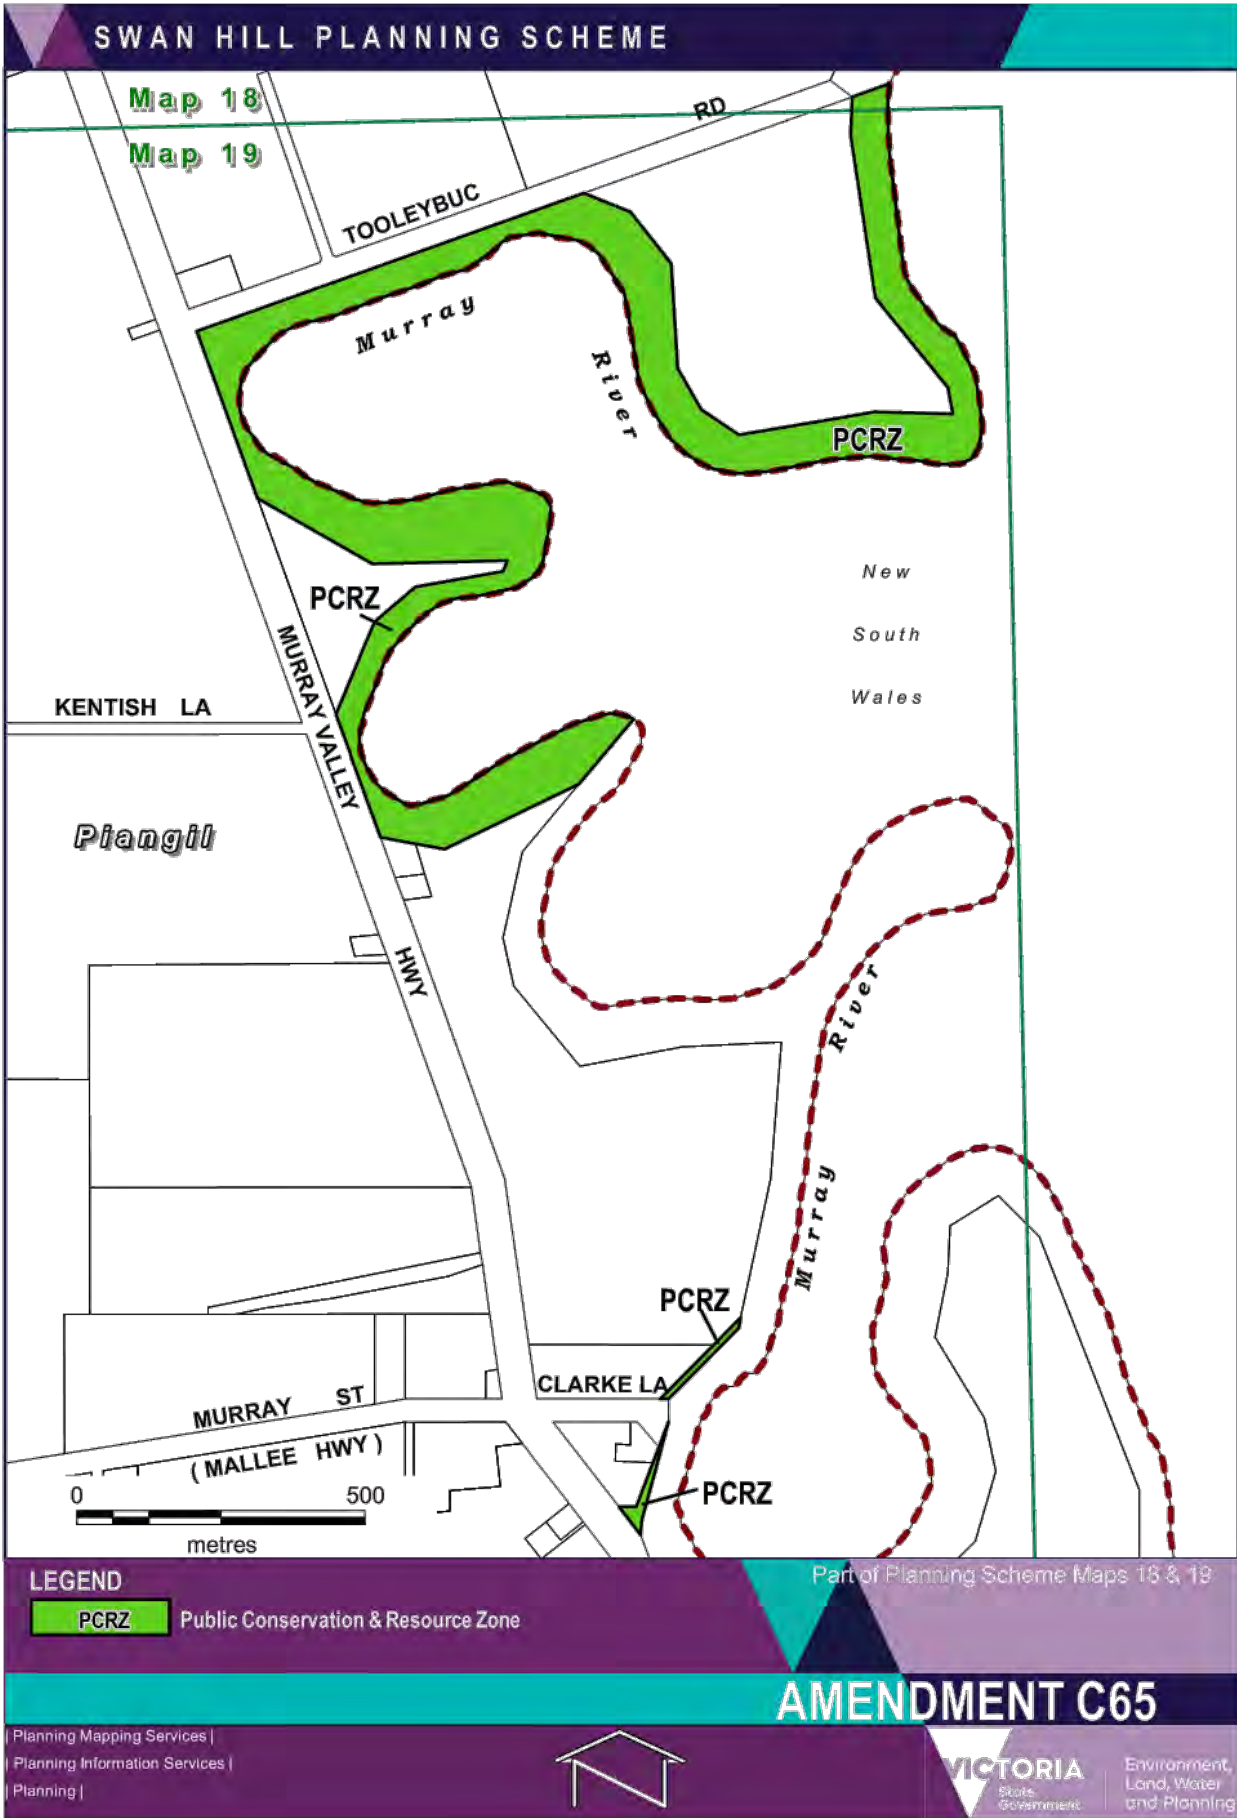 SWAN HILL PLANNING SCHEME
Map 18
Map 19
TOOLEYBUC RD
Murray
River
PCRZ
New
South
Wales
PCRZ
MURRAY VALLEY
HWY
KENTISH LA
Piangil
River
Murray
PCRZ
CLARKE LA
MURRAY ST
( MALLEE HWY )
PCRZ
0 500
metres
LEGEND
PCRZ Public Conservation & Resource Zone
Part of Planning Scheme Maps 18 & 19
AMENDMENT C65
| Planning Mapping Services |
| Planning Information Services |
| Planning |
VICTORIA
State
Government
Environment,
Land, Water
and Planning